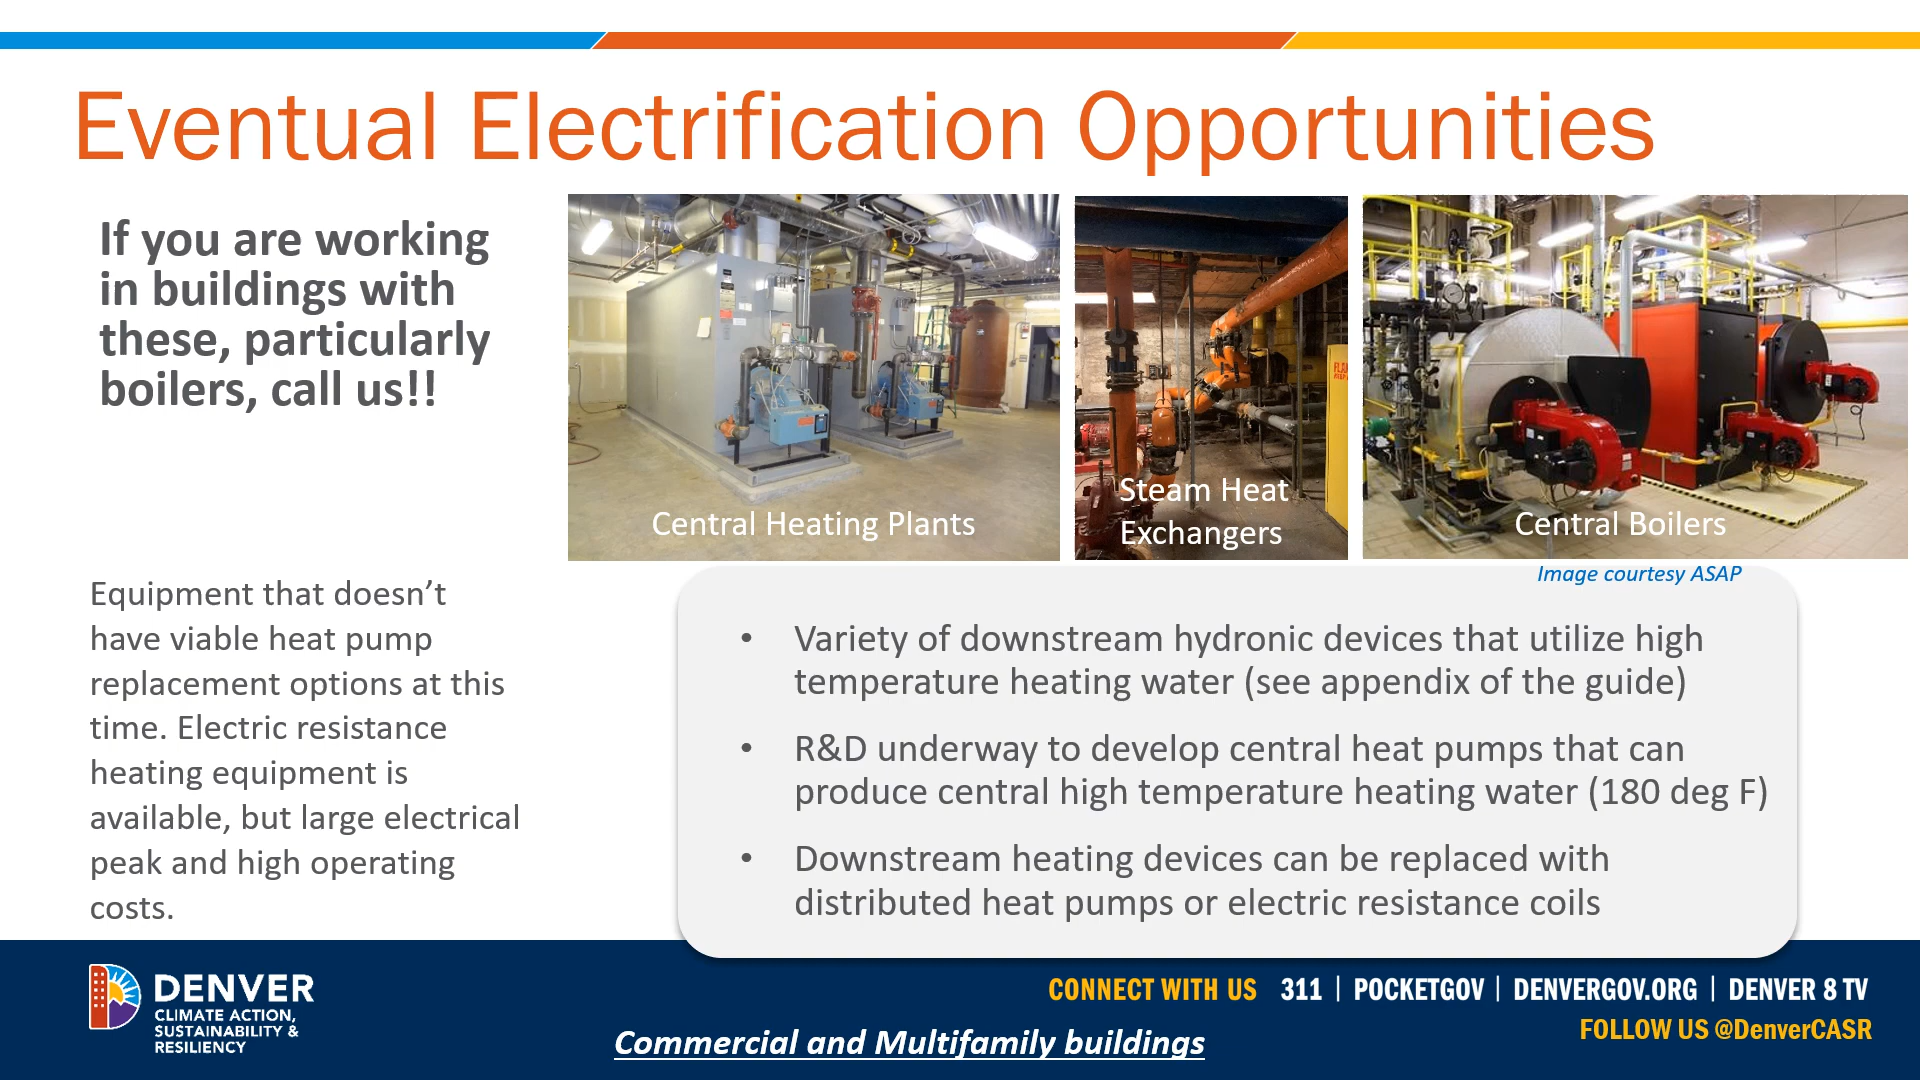 Eventual Electrification Opportunities
If you are working
in buildings with
these, particularly
boilers, call us!!
Central Heating Plants
Steam Heat
Exchangers
Central Boilers
Image courtesy ASAP
Equipment that doesn’t
have viable heat pump
replacement options at this
time. Electric resistance
heating equipment is
available, but large electrical
peak and high operating
costs.
• Variety of downstream hydronic devices that utilize high
temperature heating water (see appendix of the guide)
• R&D underway to develop central heat pumps that can
produce central high temperature heating water (180 deg F)
• Downstream heating devices can be replaced with
distributed heat pumps or electric resistance coils
DENVER
CLIMATE ACTION,
SUSTAINABILITY &
RESILIENCY
Commercial and Multifamily buildings
CONNECT WITH US 311 | POCKETGOV | DENVERGOV.ORG | DENVER 8 TV
FOLLOW US @DenverCASR